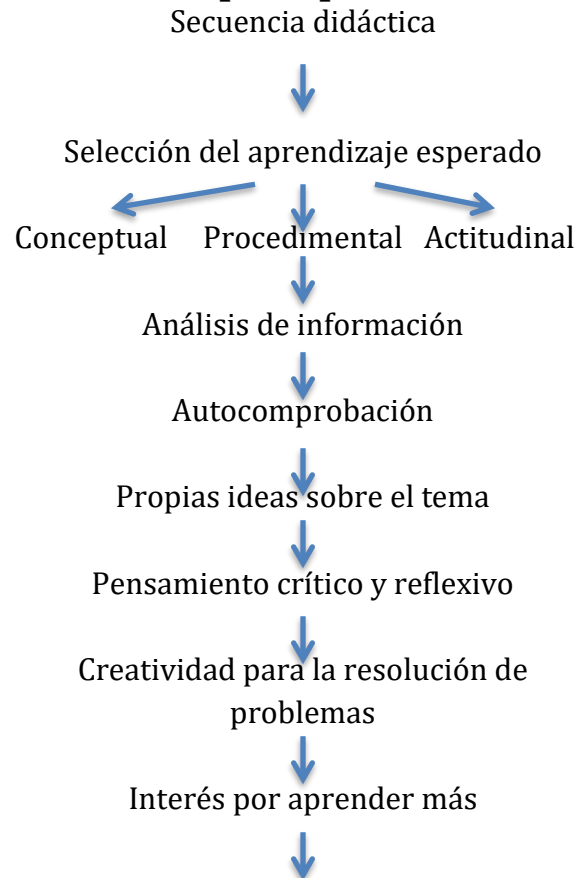 Secuencia didáctica
Selección del aprendizaje esperado
Conceptual Procedimental Actitudinal
Análisis de información
Autocomprobación
Propias ideas sobre el tema
Pensamiento crítico y reflexivo
Creatividad para la resolución de
problemas
Interés por aprender más